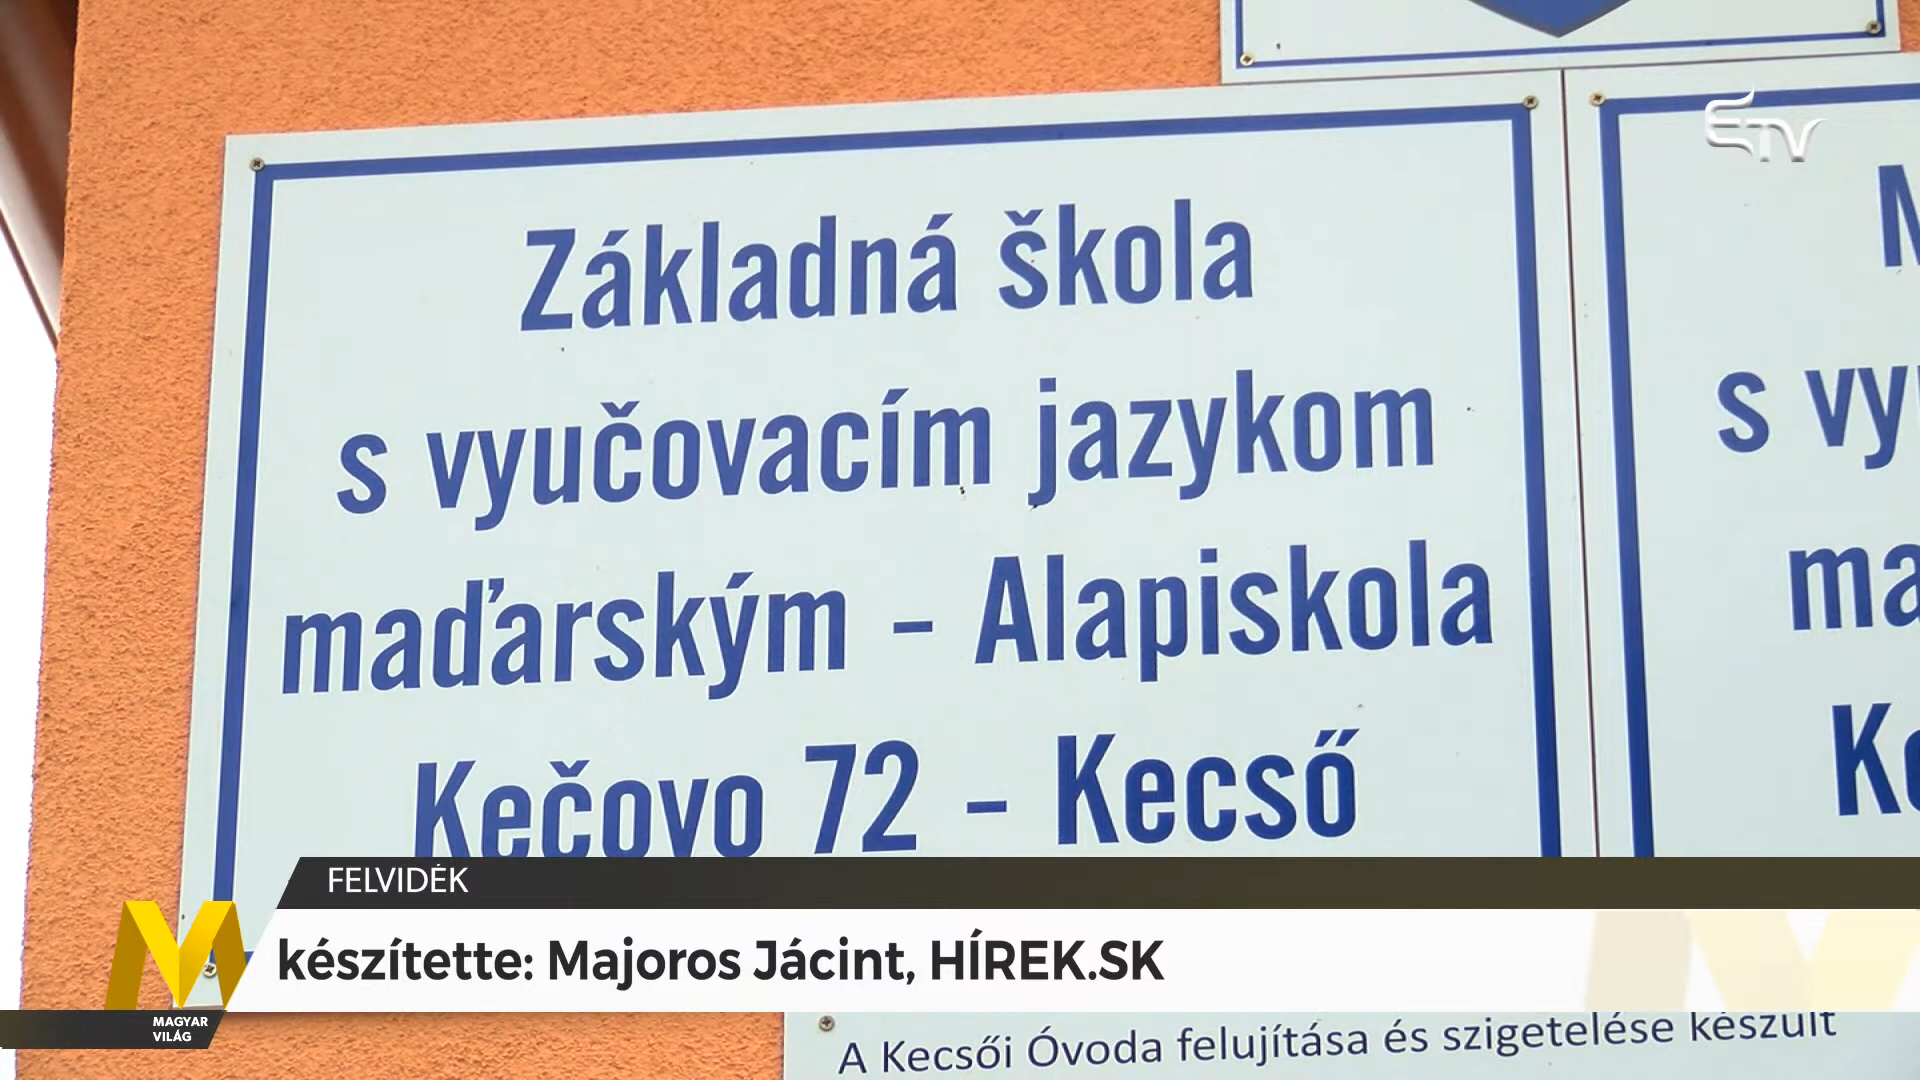 ETV
Základná škola
s vyučovacím jazykom
maďarským – Alapiskola
Kečovo 72 – Kecső
s vy
ma
FELVIDÉK
készítette: Majoros Jácint, HÍREK.SK
MAGYAR
VILÁG
A Kecsői Óvoda felujítása és szigetelése készült